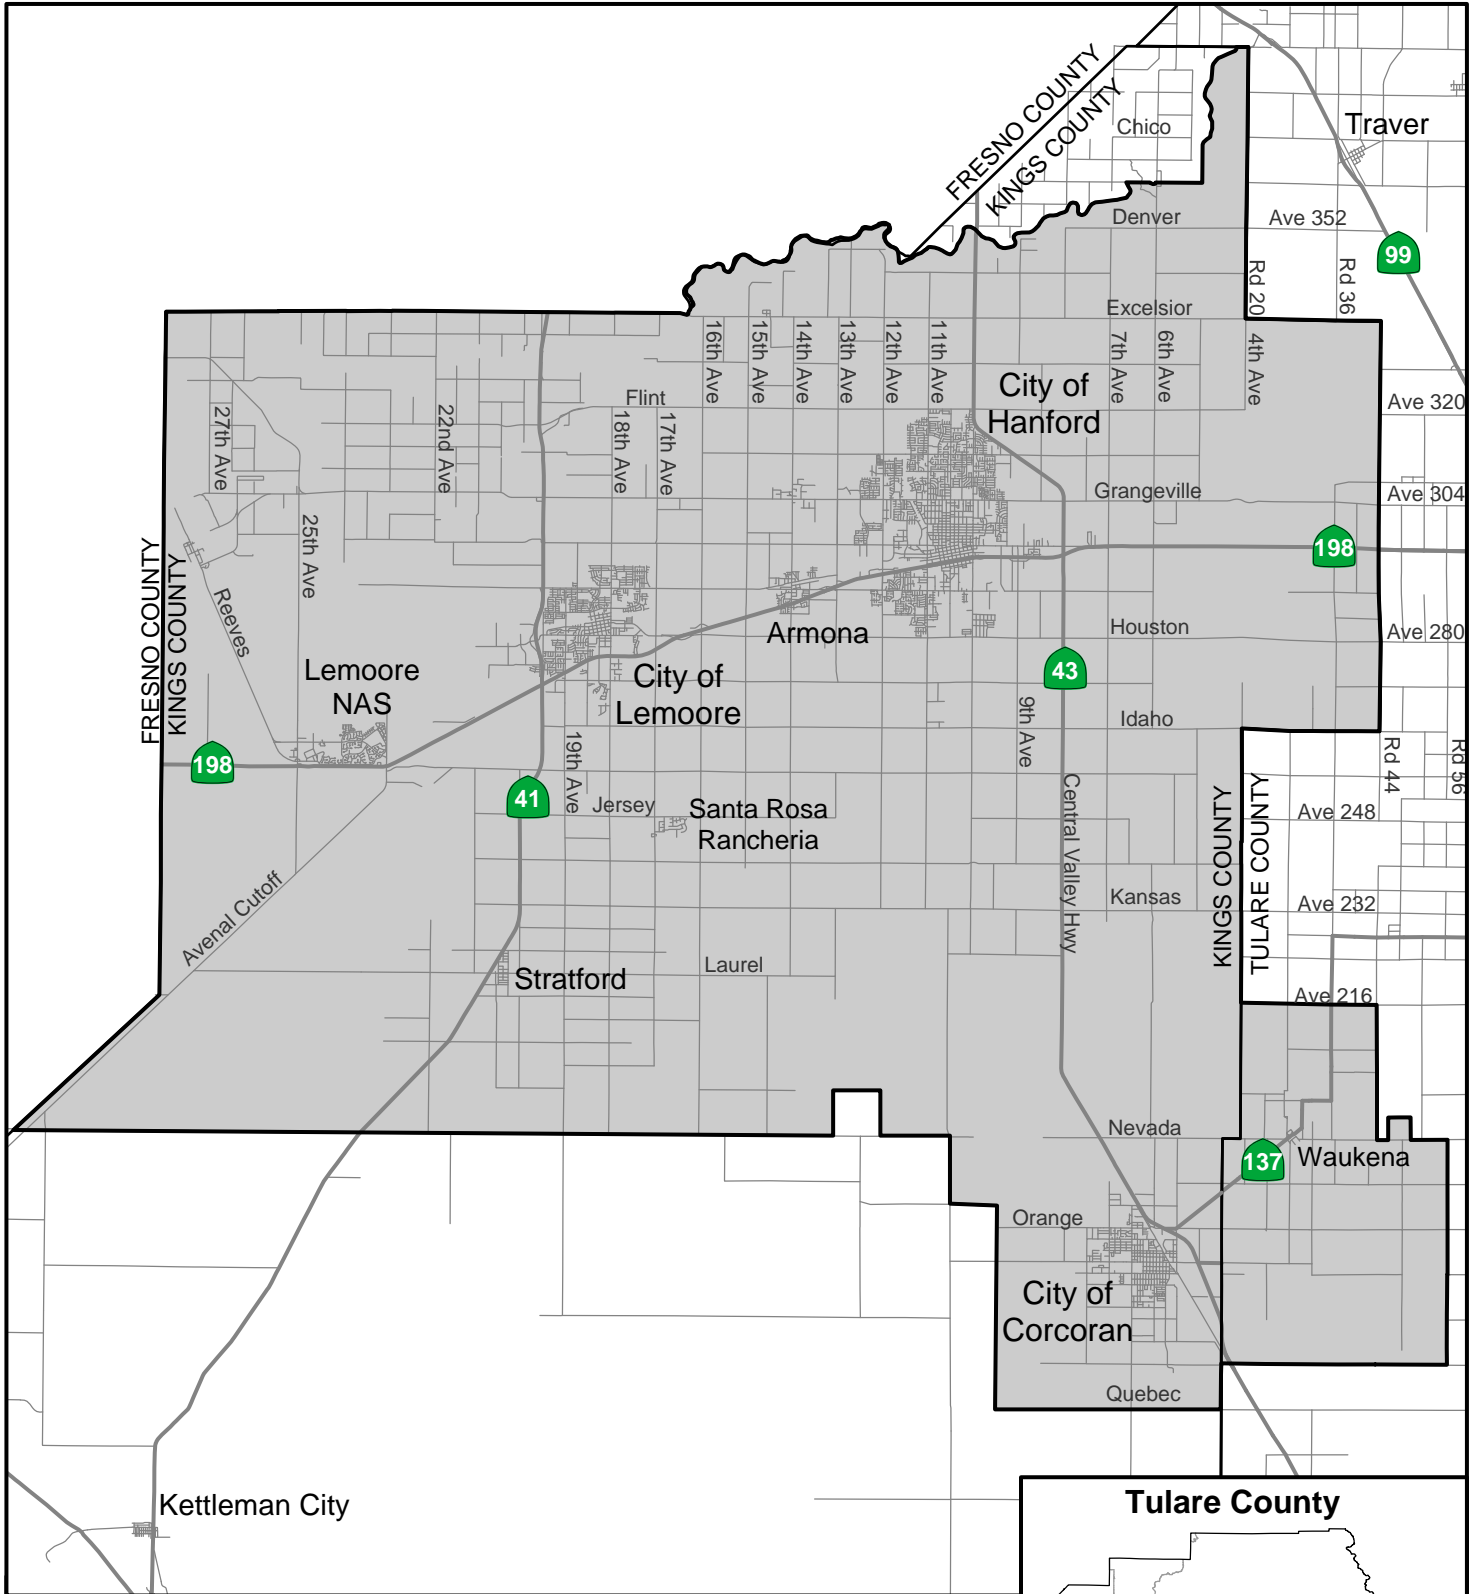 FRESNO COUNTY
KINGS COUNTY
Chico
Traver
Denver
Ave 352
99
Rd 20
Rd 36
Excelsior
16th Ave
15th Ave
14th Ave
13th Ave
12th Ave
11th Ave
7th Ave
6th Ave
4th Ave
City of
Hanford
Flint
27th Ave
22nd Ave
18th Ave
17th Ave
Ave 320
Grangeville
Ave 304
25th Ave
198
FRESNO COUNTY
KINGS COUNTY
Reeves
Armona
Houston
Ave 280
Lemoore
NAS
City of
Lemoore
43
9th Ave
Idaho
198
19th Ave
Rd 44
Rd 56
41
Jersey
Santa Rosa
Rancheria
Central Valley Hwy
KINGS COUNTY
TULARE COUNTY
Ave 248
Avenal Cutoff
Kansas
Ave 232
Stratford
Laurel
Ave 216
Nevada
137
Waukena
Orange
City of
Corcoran
Quebec
Kettleman City
Tulare County